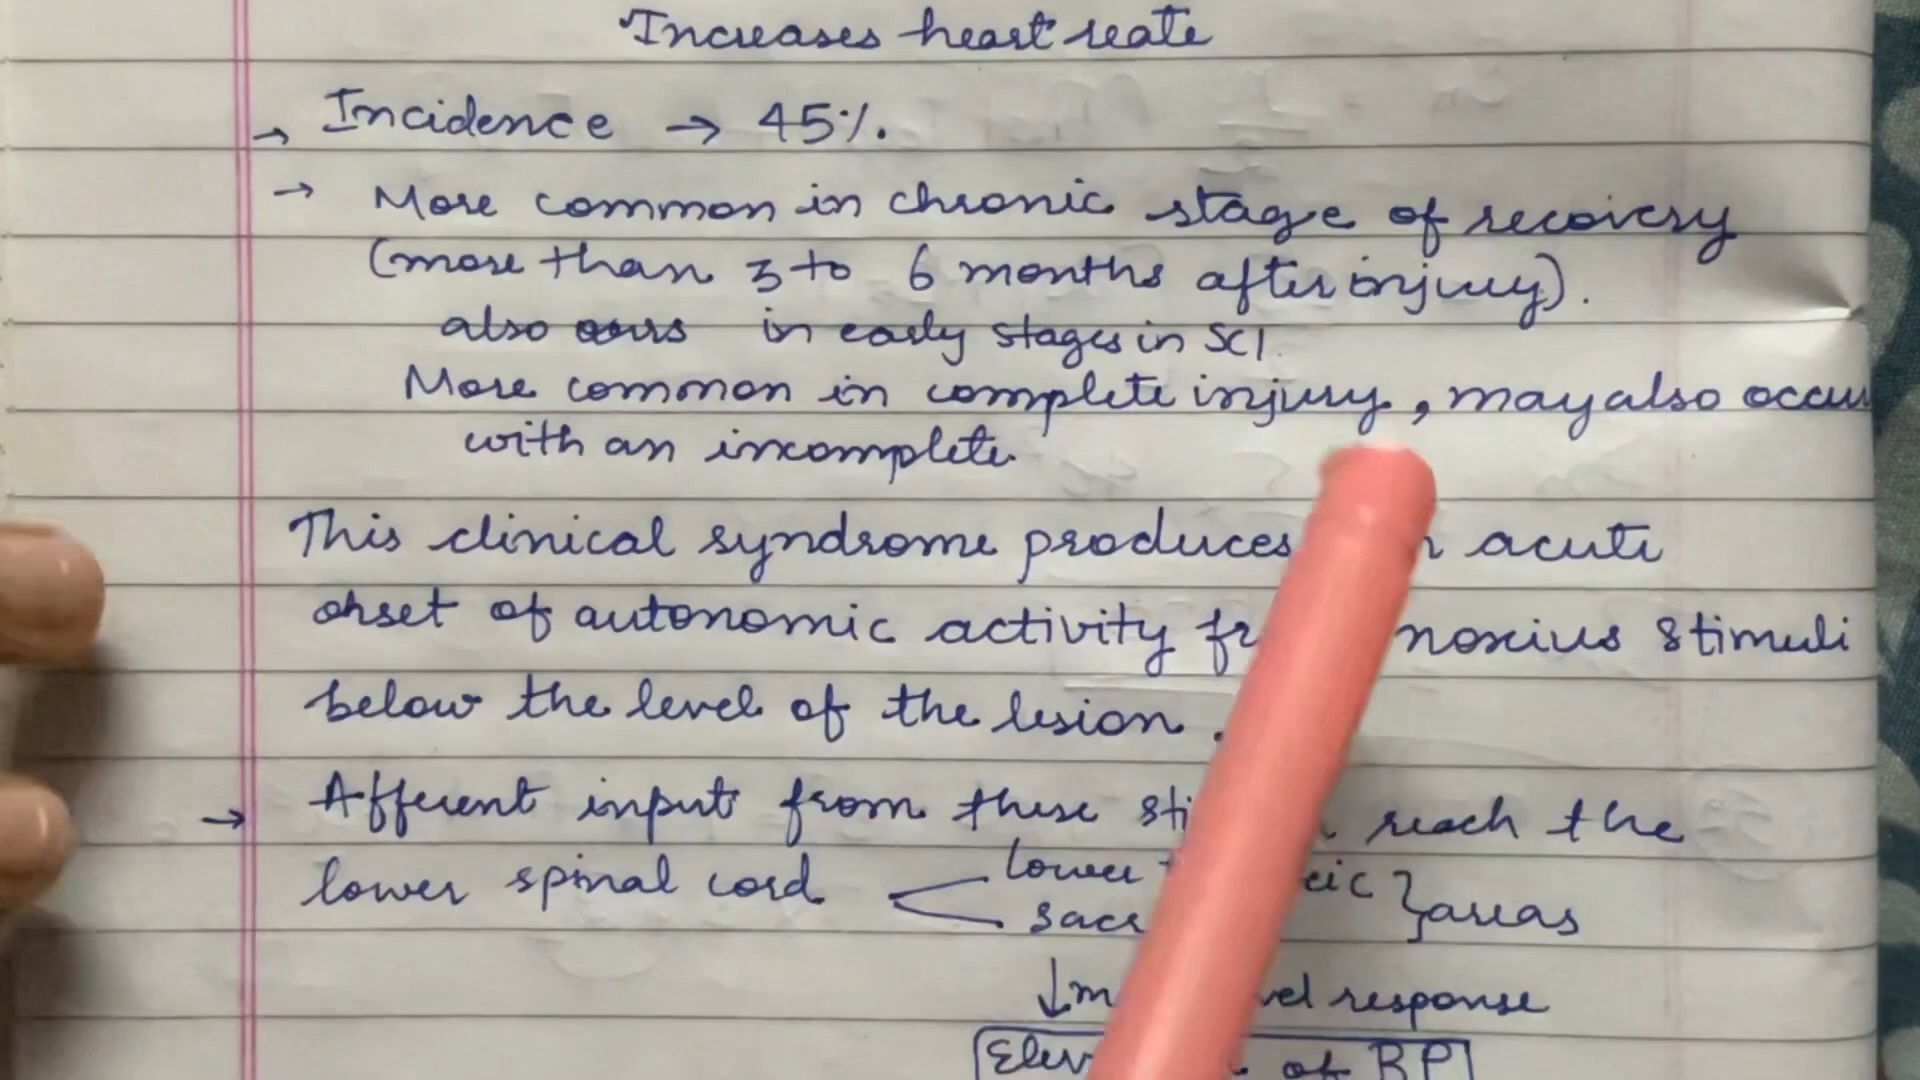 Increases heart reate
→ Incidence → 45%.
→ More common in chronic stage of recovery
(more than 3 to 6 months after injury).
also occurs in early stages in SCI.
More common in complete injury, may also occur
with an incomplete
This clinical syndrome produces acute
onset of autonomic activity noxius stimuli
below the level of the lesion.
→ Afferent input from these reach the
lower spinal cord
lower
} areas
↓ response
of BP